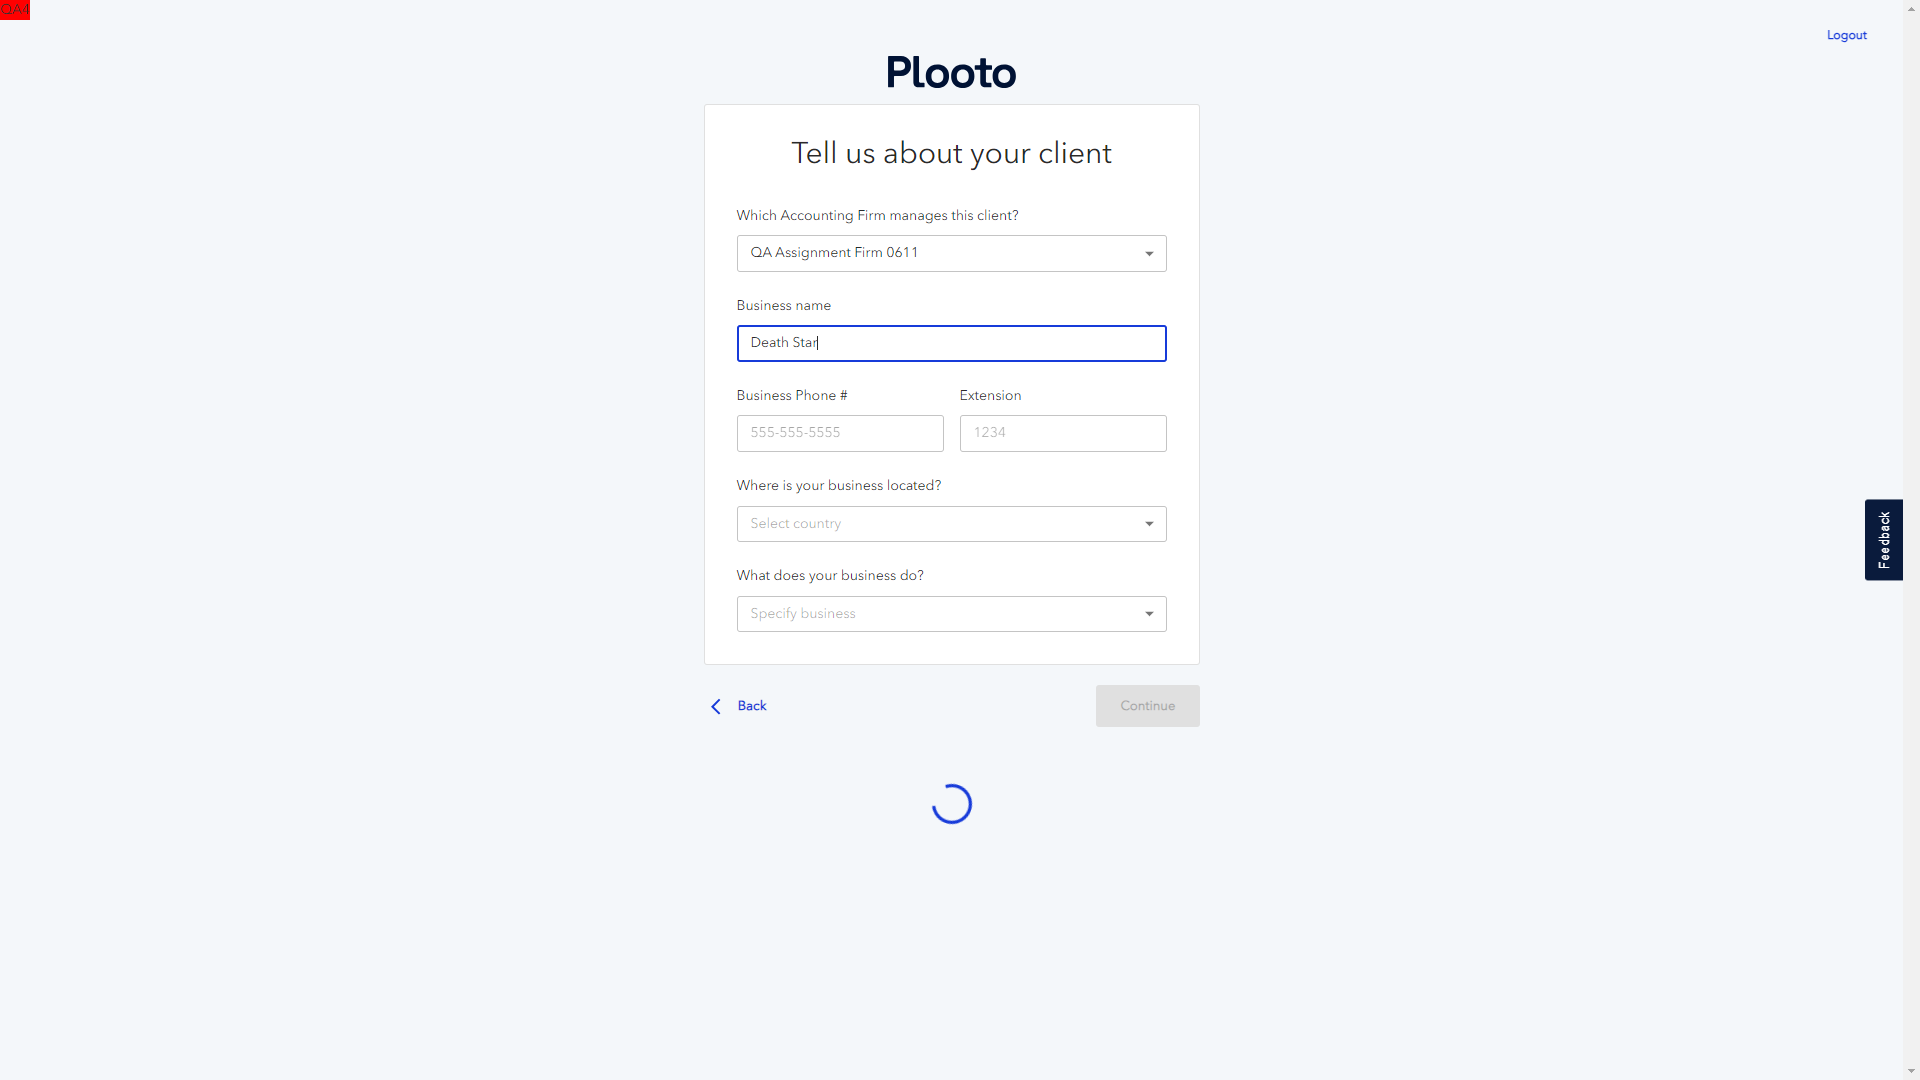 QA4
Logout
Plooto
Tell us about your client
Which Accounting Firm manages this client?
QA Assignment Firm 0611
Business name
Death Star
Business Phone #
Extension
555-555-5555
1234
Where is your business located?
Select country
Feedback
What does your business do?
Specify business
Back
Continue